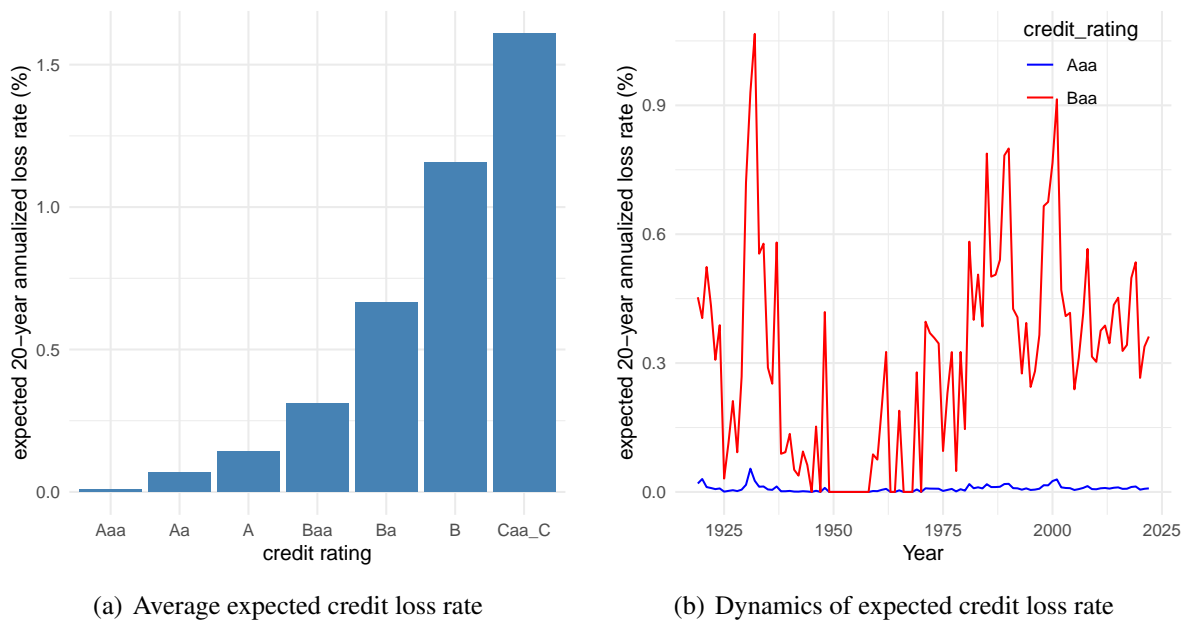 expected 20−year annualized loss rate (%)
1.5
1.0
0.5
0.0
Aaa Aa A Baa Ba B Caa_C
credit rating
(a) Average expected credit loss rate
expected 20−year annualized loss rate (%)
credit_rating
Aaa
Baa
0.9
0.6
0.3
0.0
1925 1950 1975 2000 2025
Year
(b) Dynamics of expected credit loss rate